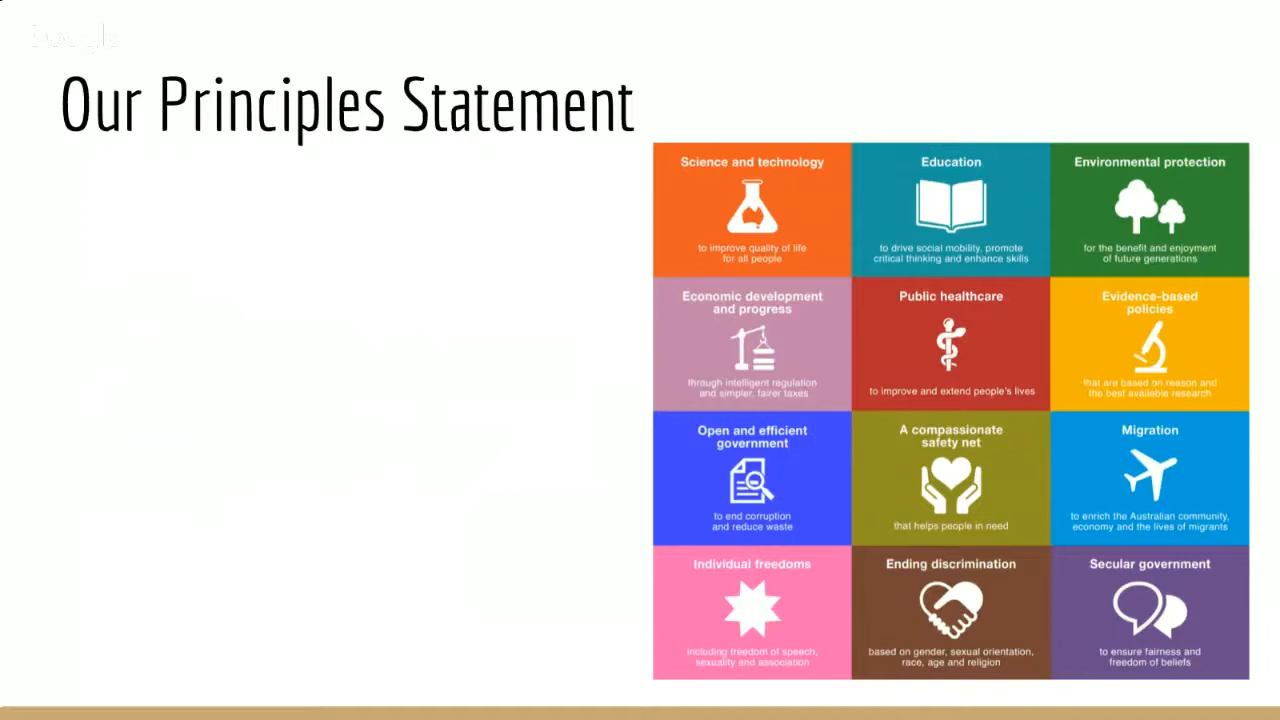 Our Principles Statement
Science and technology
to improve quality of life
for all people
Education
to drive social mobility, promote
critical thinking and enhance skills
Environmental protection
for the benefit and enjoyment
of future generations
Economic development
and progress
through intelligent regulation
and simpler, fairer taxes
Public healthcare
to improve and extend people's lives
Evidence-based
policies
that are based on reason and
the best available research
Open and efficient
government
to end corruption
and reduce waste
A compassionate
safety net
that helps people in need
Migration
to enrich the Australian community,
economy and the lives of migrants
Individual freedoms
including freedom of speech,
sexuality and association
Ending discrimination
based on gender, sexual orientation,
race, age and religion
Secular government
to ensure fairness and
freedom of beliefs